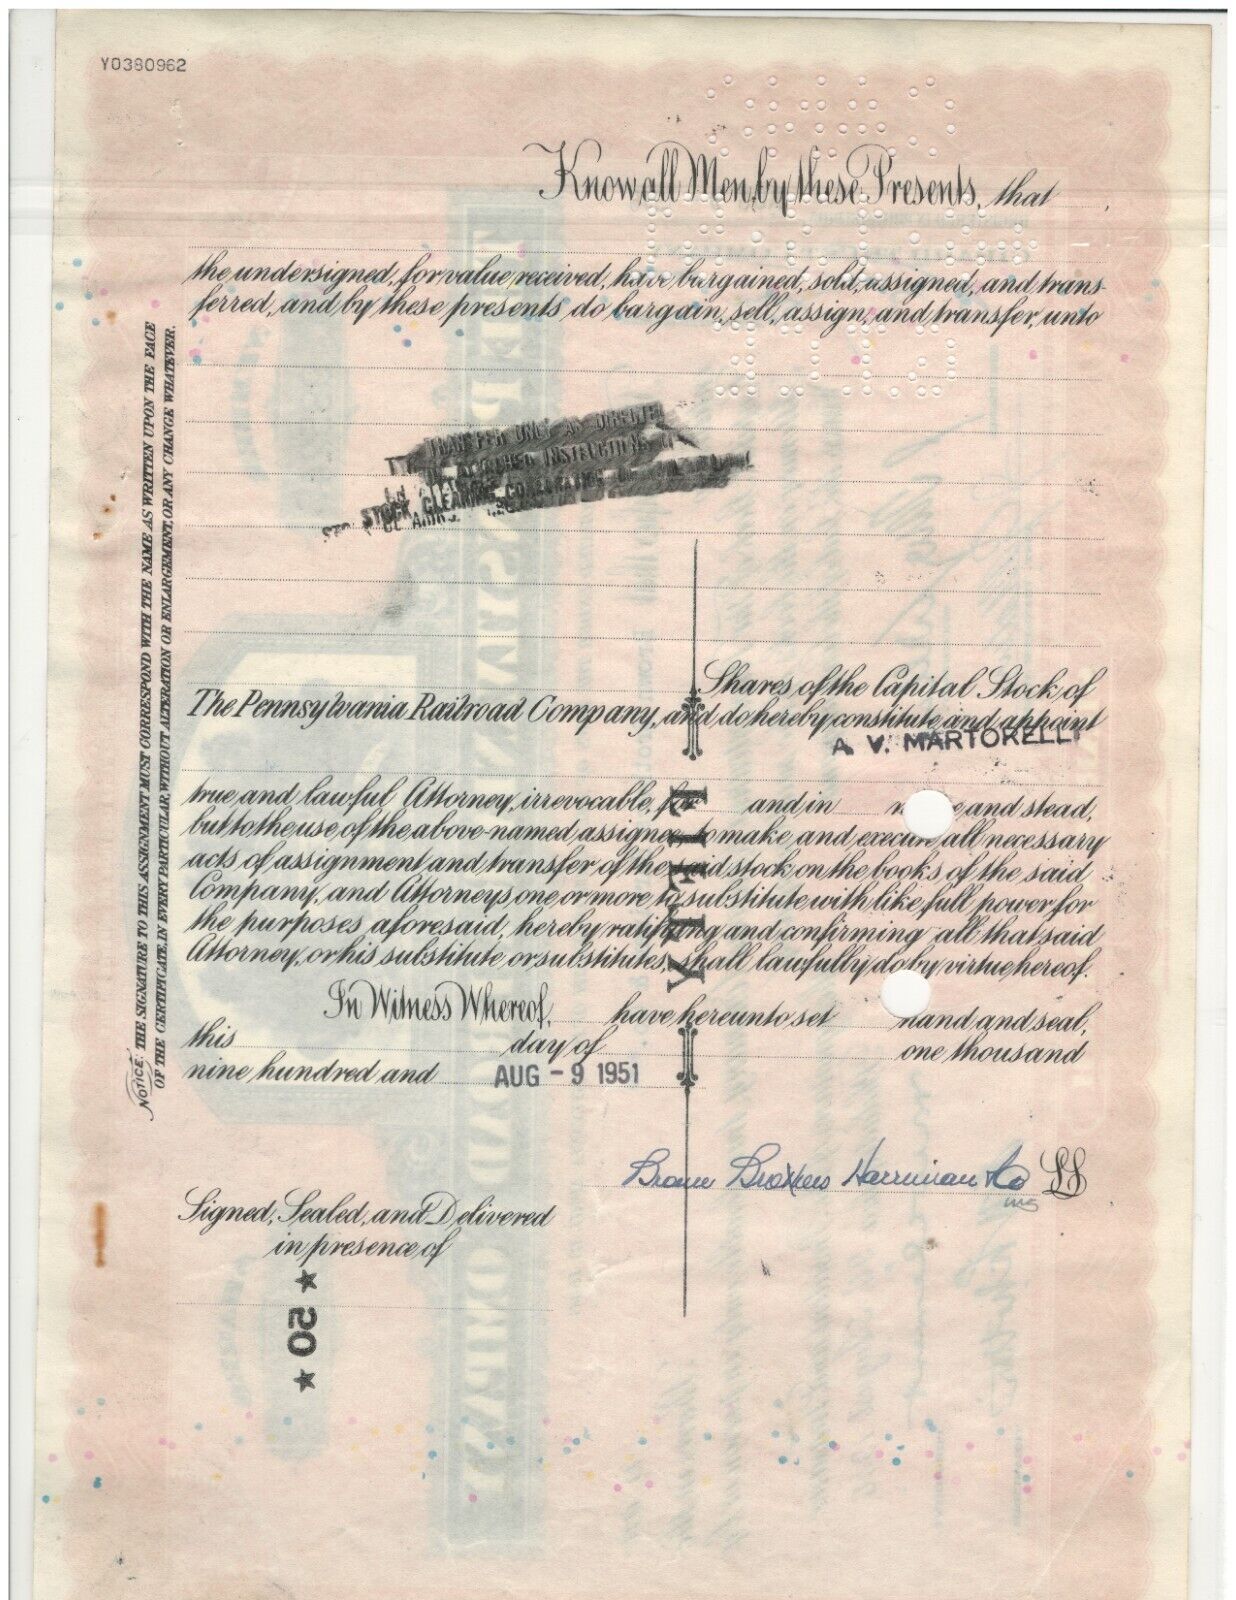 Y0380962
Know all Men by these Presents, that
the undersigned, for value received, have bargained, sold, assigned, and trans-
ferred, and by these presents do bargain, sell, assign, and transfer, unto
TRANSFER ONLY AS DIRECTED
INSTRUCTIONS
STOCK CLEARING CORPORATION
Shares of the Capital Stock of
The Pennsylvania Railroad Company, and do hereby constitute and appoint
A. V. MARTORELLI
true and lawful Attorney, irrevocable, for and in name and stead,
but to the use of the above-named assignee, to make and execute all necessary
acts of assignment and transfer of the said stock on the books of the said
Company, and Attorneys one or more to substitute with like full power for
the purposes aforesaid, hereby ratifying and confirming all that said
Attorney, or his substitute or substitutes, shall lawfully do by virtue hereof.
In Witness Whereof, have hereunto set hand and seal,
this day of one thousand
nine hundred and AUG - 9 1951
Brown Brothers Harriman & Co LS
Signed, Sealed, and Delivered
in presence of
★ 50 ★
NOTICE. THE SIGNATURE TO THIS ASSIGNMENT MUST CORRESPOND WITH THE NAME AS WRITTEN UPON THE FACE
OF THE CERTIFICATE, IN EVERY PARTICULAR, WITHOUT ALTERATION OR ENLARGEMENT, OR ANY CHANGE WHATEVER.